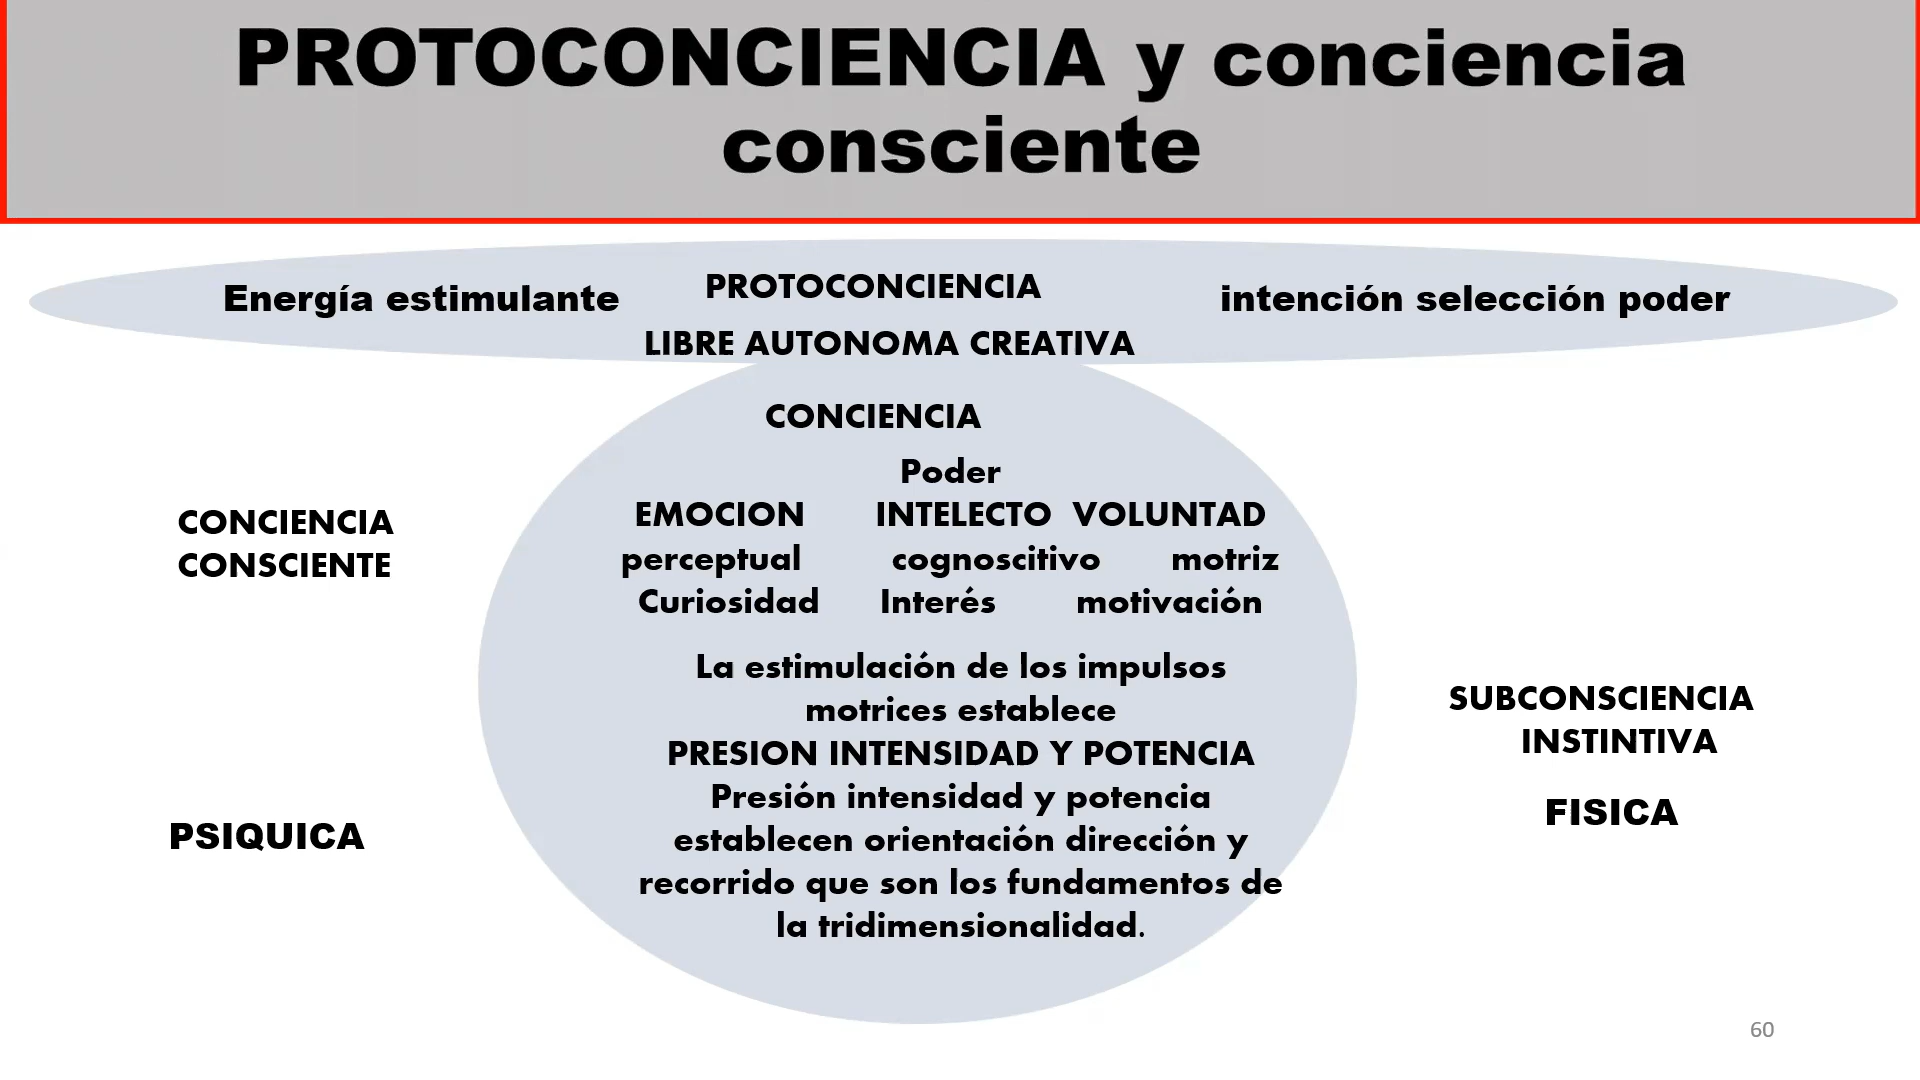 PROTOCONCIENCIA y conciencia
consciente
Energía estimulante
PROTOCONCIENCIA
intención selección poder
LIBRE AUTONOMA CREATIVA
CONCIENCIA
Poder
EMOCION INTELECTO VOLUNTAD
perceptual cognoscitivo motriz
Curiosidad Interés motivación
CONCIENCIA
CONSCIENTE
La estimulación de los impulsos
motrices establece
PRESION INTENSIDAD Y POTENCIA
Presión intensidad y potencia
establecen orientación dirección y
recorrido que son los fundamentos de
la tridimensionalidad.
SUBCONSCIENCIA
INSTINTIVA
PSIQUICA
FISICA
60